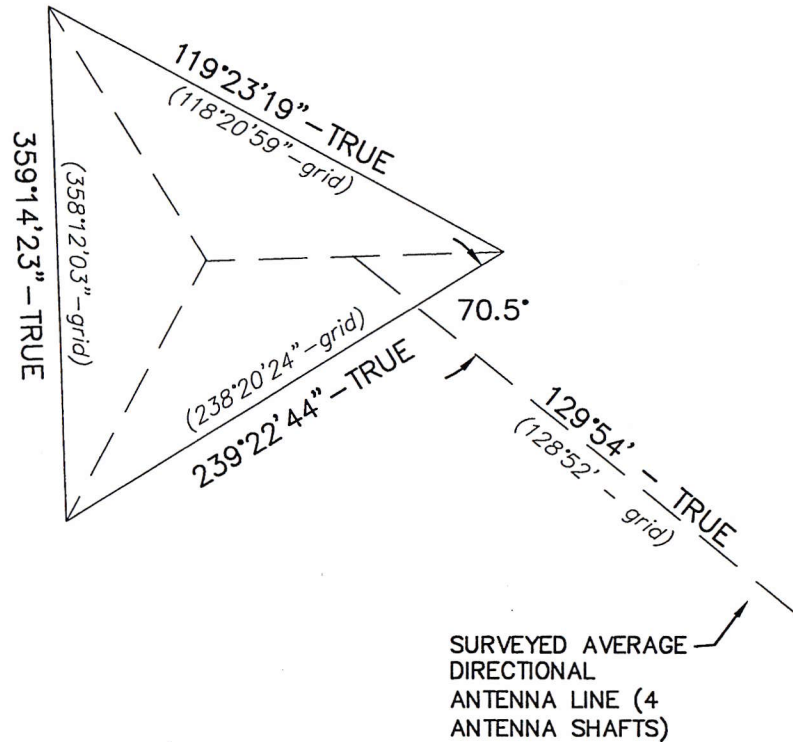 119°23'19"-TRUE
(118°20'59"-grid)
359°14'23"-TRUE
(358°12'03"-grid)
70.5°
(238°20'24"-grid)
239°22'44"-TRUE
129°54' - TRUE
(128°52' - grid)
SURVEYED AVERAGE
DIRECTIONAL
ANTENNA LINE (4
ANTENNA SHAFTS)